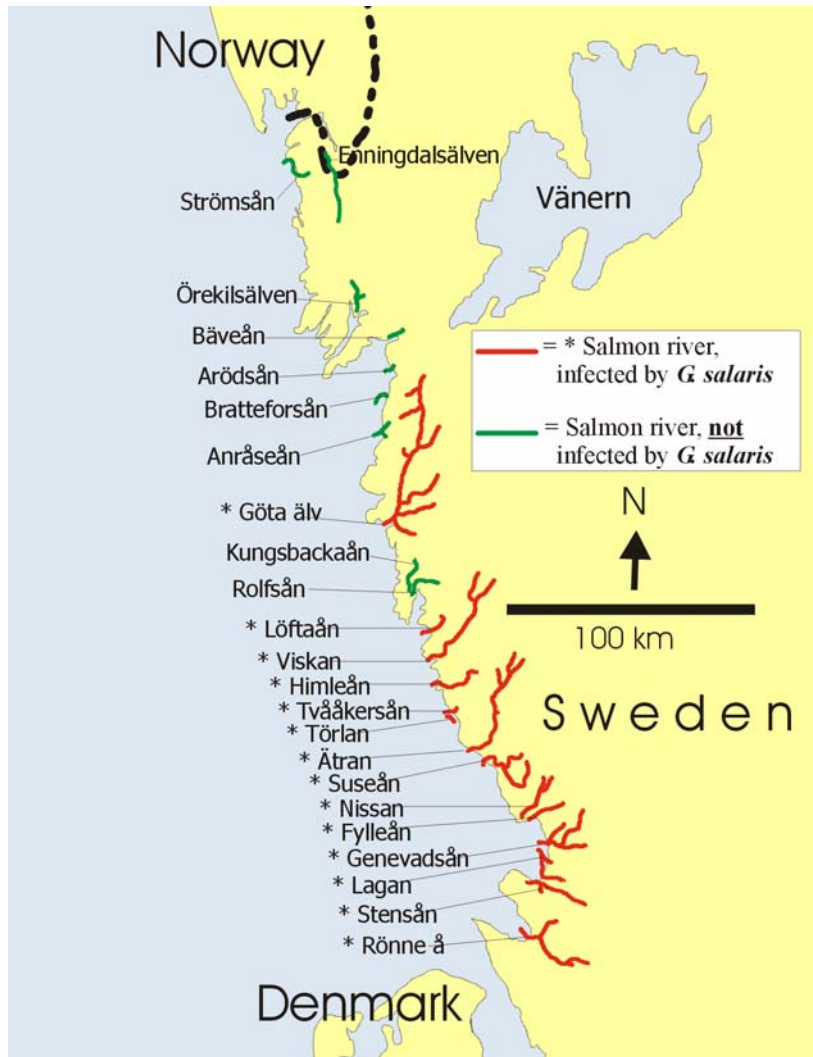 Norway
Enningdalsälven
Strömsån
Vänern
Örekilsälven
Bäveån
= * Salmon river,
infected by G. salaris
Arödsån
Bratteforsån
= Salmon river, not
infected by G. salaris
Anråseån
N
* Göta älv
Kungsbackaån
Rolfsån
100 km
* Löftaån
* Viskan
* Himleån
Sweden
* Tvååkersån
* Törlan
* Ätran
* Suseån
* Nissan
* Fylleån
* Genevadsån
* Lagan
* Stensån
* Rönne å
Denmark